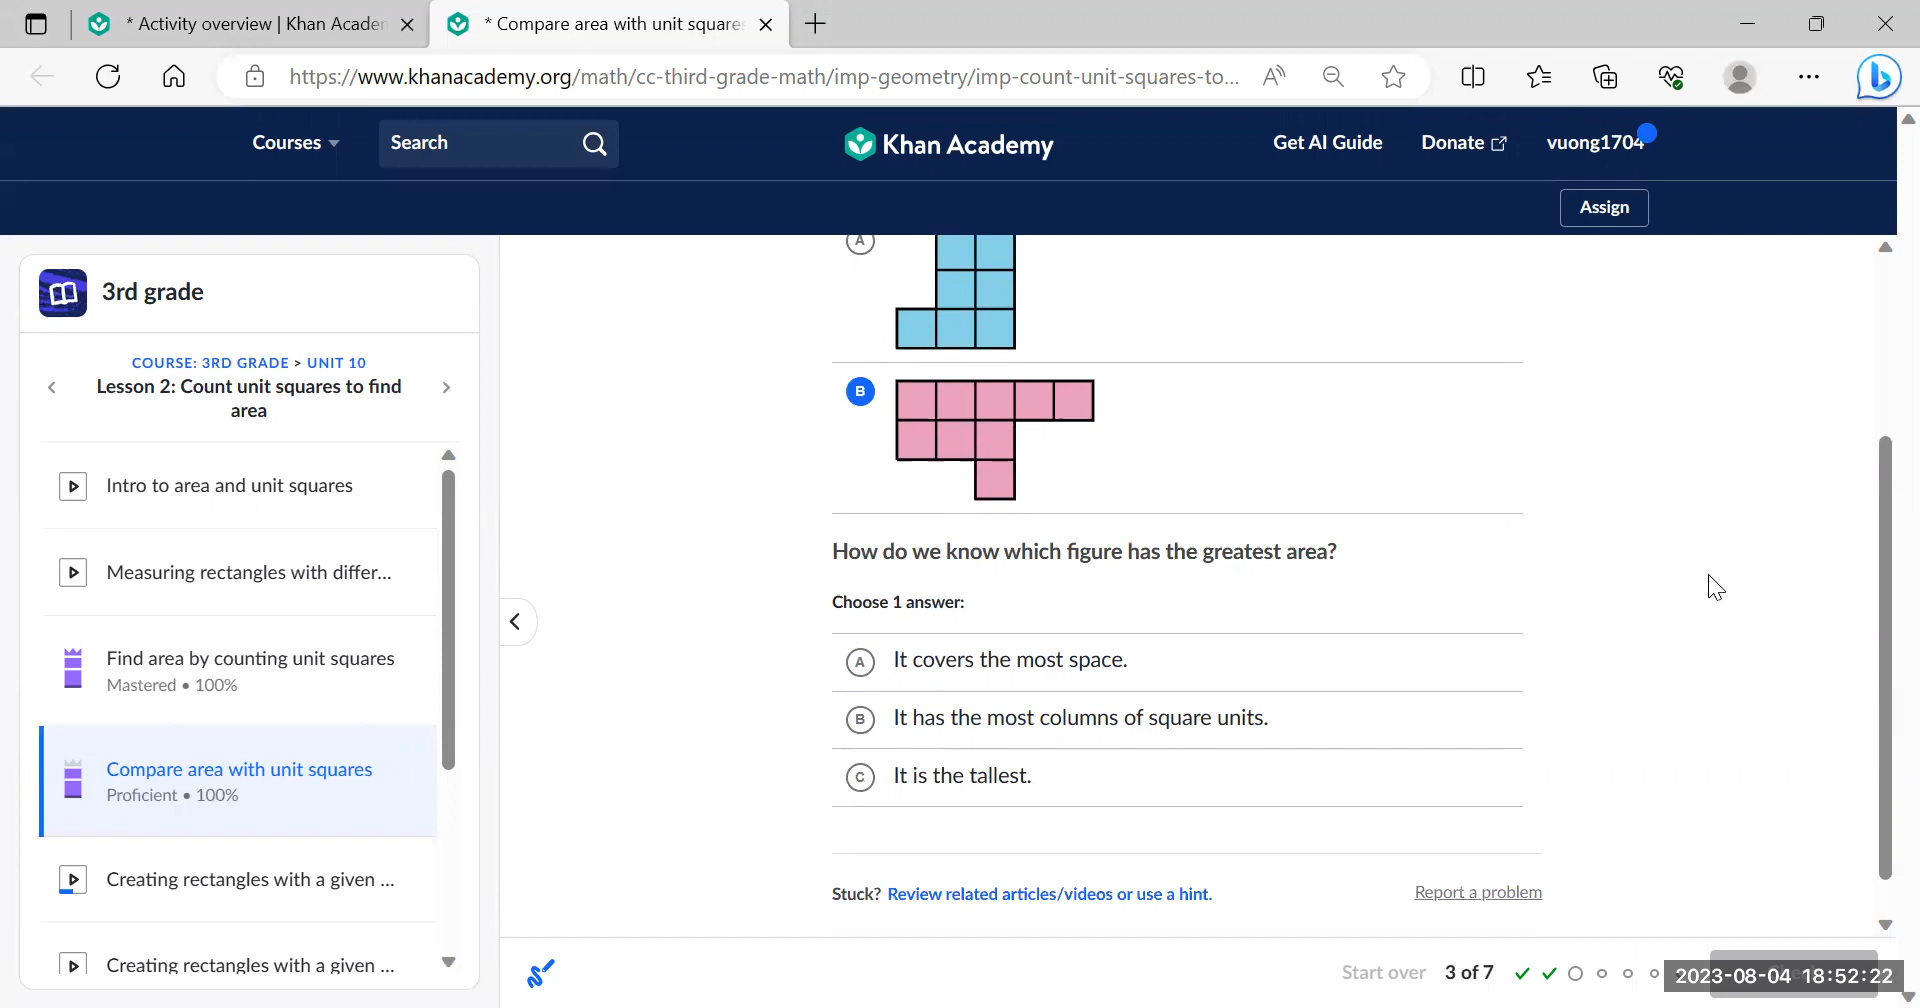 * Activity overview | Khan Acade
* Compare area with unit square
https://www.khanacademy.org/math/cc-third-grade-math/imp-geometry/imp-count-unit-squares-to...
Courses
Search
Khan Academy
Get AI Guide
Donate
vuong1704
Assign
3rd grade
COURSE: 3RD GRADE > UNIT 10
Lesson 2: Count unit squares to find
area
Intro to area and unit squares
Measuring rectangles with differ...
Find area by counting unit squares
Mastered • 100%
Compare area with unit squares
Proficient • 100%
Creating rectangles with a given ...
Creating rectangles with a given ...
A
B
How do we know which figure has the greatest area?
Choose 1 answer:
A It covers the most space.
B It has the most columns of square units.
C It is the tallest.
Stuck? Review related articles/videos or use a hint.
Report a problem
Start over 3 of 7
2023-08-04 18:52:22